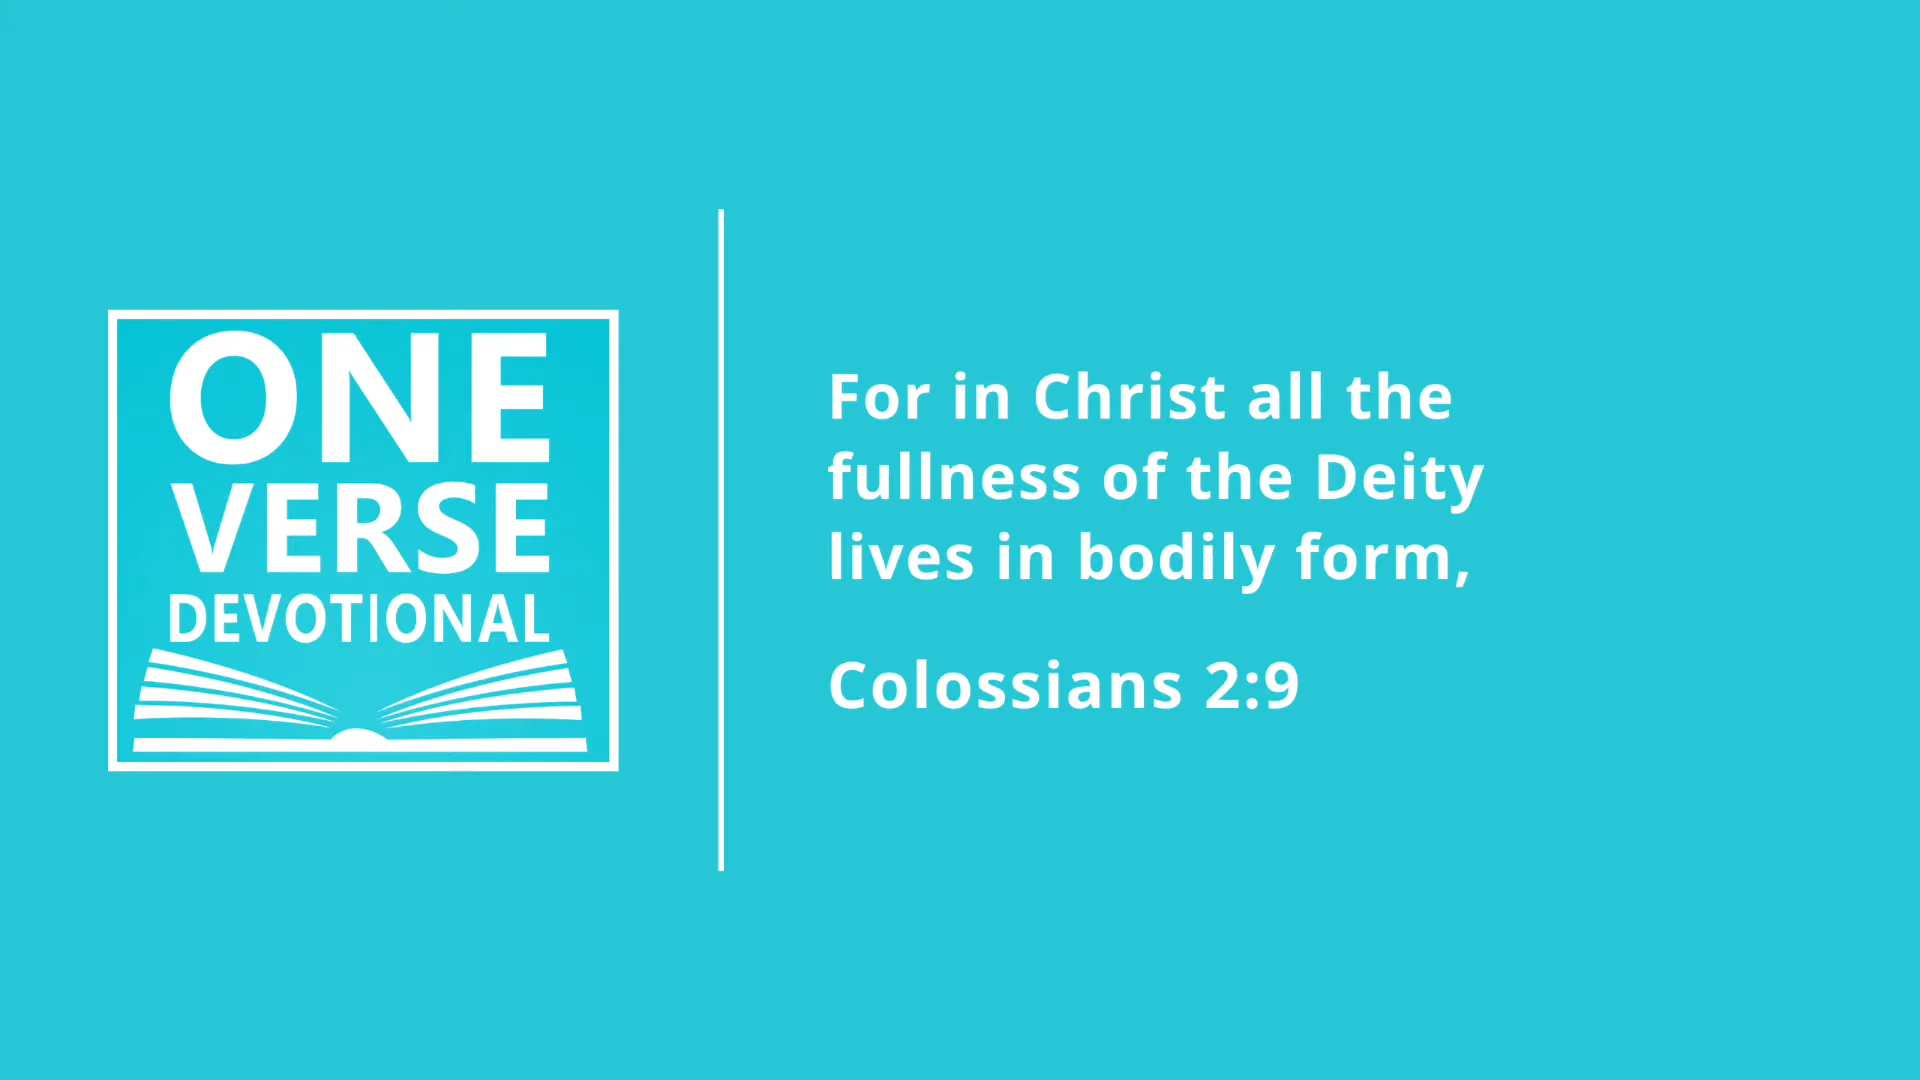 ONE
VERSE
DEVOTIONAL
For in Christ all the
fullness of the Deity
lives in bodily form,
Colossians 2:9